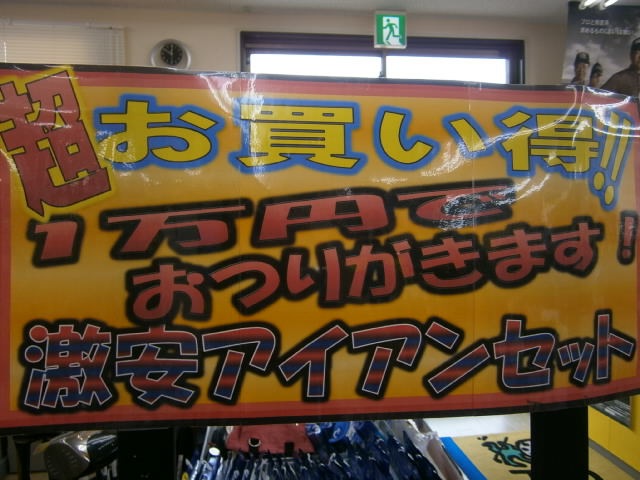 超お買い得!!
1万円で
おつりがきます!
激安アイアンセット